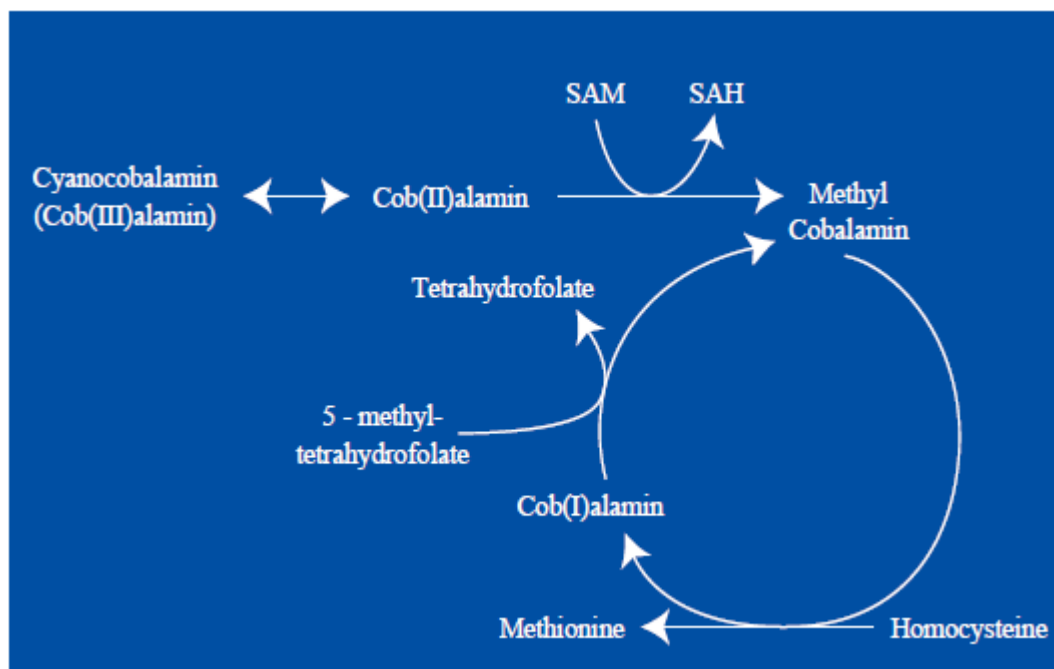 SAM
SAH
Cyanocobalamin
(Cob(III)alamin)
Cob(II)alamin
Methyl
Cobalamin
Tetrahydrofolate
5 - methyl-
tetrahydrofolate
Cob(I)alamin
Methionine
Homocysteine